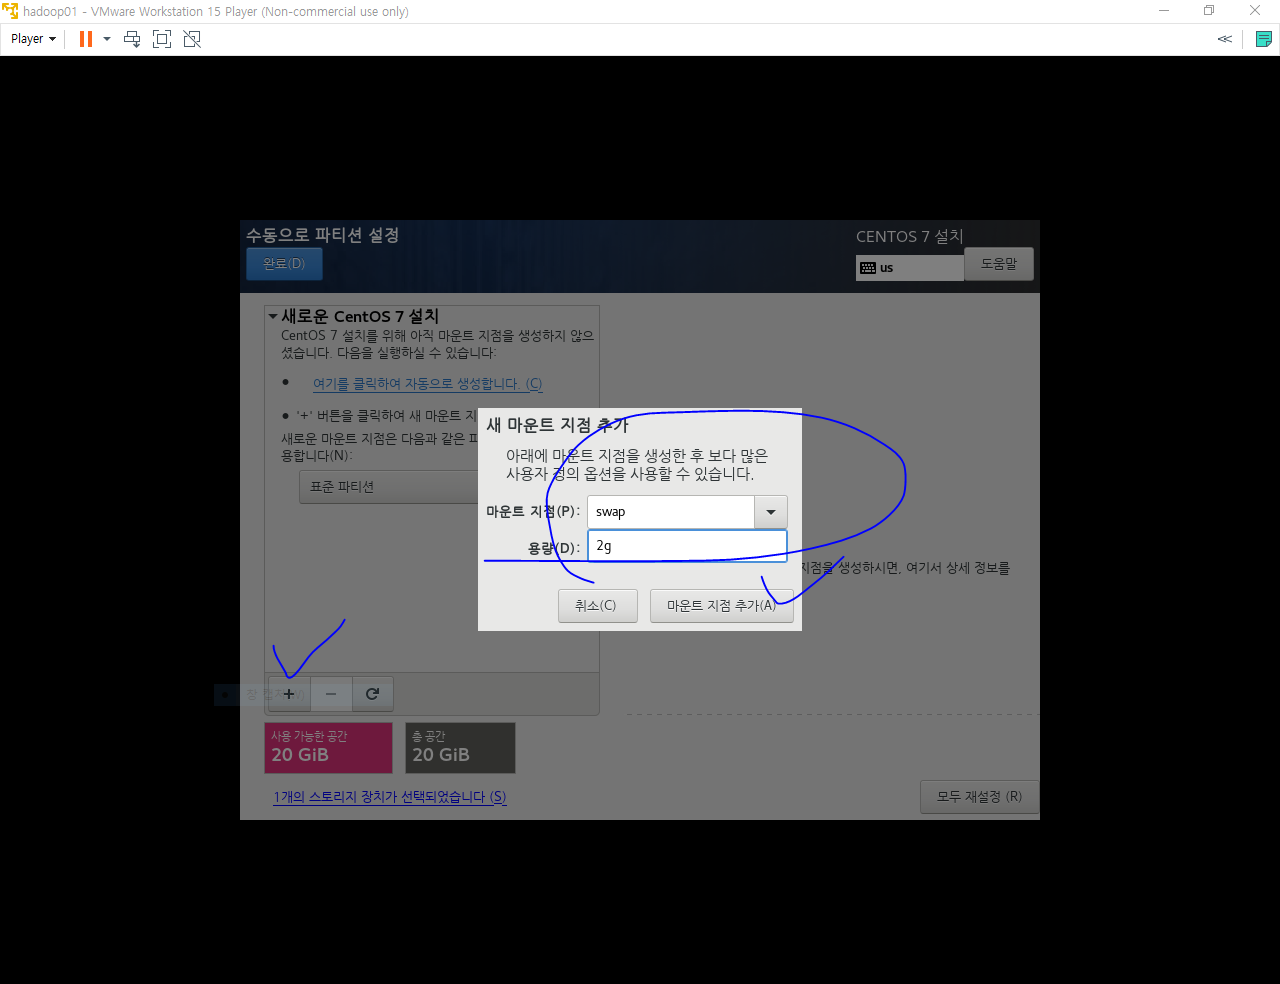 hadoop01 - VMware Workstation 15 Player (Non-commercial use only)
Player
수동으로 파티션 설정
CENTOS 7 설치
완료(D)
us
도움말
새로운 CentOS 7 설치
CentOS 7 설치를 위해 아직 마운트 지점을 생성하지 않으
셨습니다. 다음을 실행하실 수 있습니다:
● 여기를 클릭하여 자동으로 생성합니다. (C)
● '+' 버튼을 클릭하여 새 마운트 지
새로운 마운트 지점은 다음과 같은 파
용합니다(N):
표준 파티션
새 마운트 지점 추가
아래에 마운트 지점을 생성한 후 보다 많은
사용자 정의 옵션을 사용할 수 있습니다.
마운트 지점(P): swap
용량(D): 2g
지점을 생성하시면, 여기서 상세 정보를
취소(C)
마운트 지점 추가(A)
사용 가능한 공간
20 GiB
총 공간
20 GiB
1개의 스토리지 장치가 선택되었습니다 (S)
모두 재설정 (R)